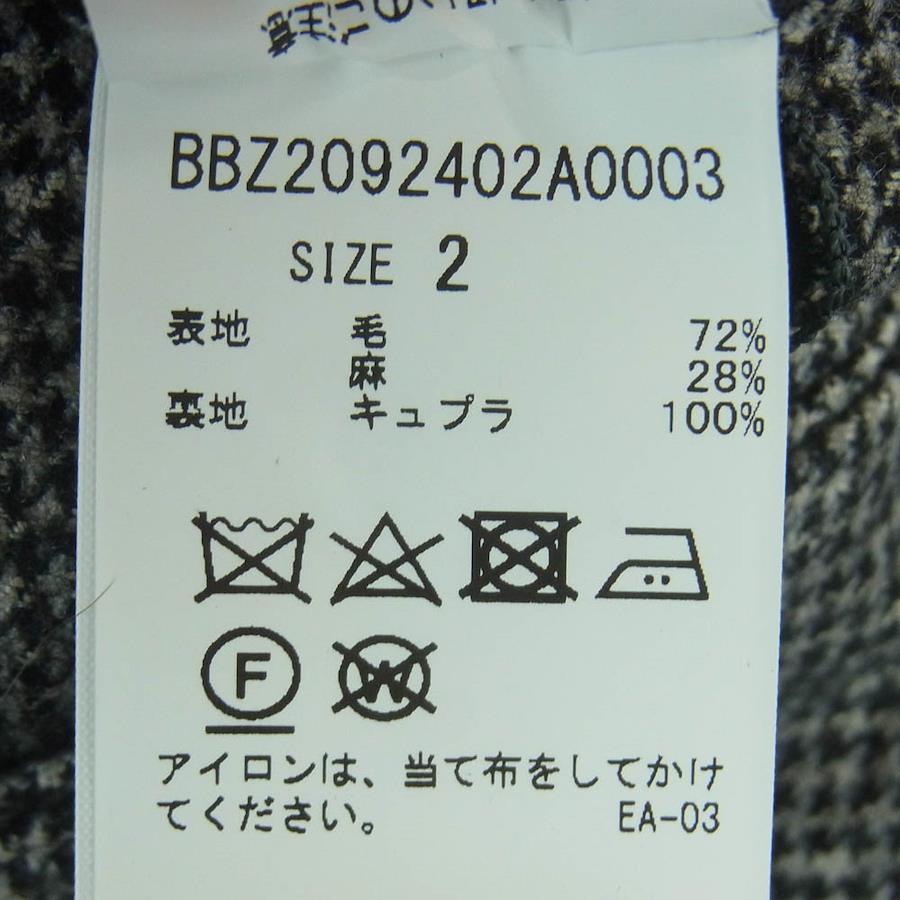 BBZ2092402A0003
SIZE 2
表地 毛 72%
麻 28%
裏地 キュプラ 100%
F W
アイロンは、当て布をしてかけ
てください。 EA-03